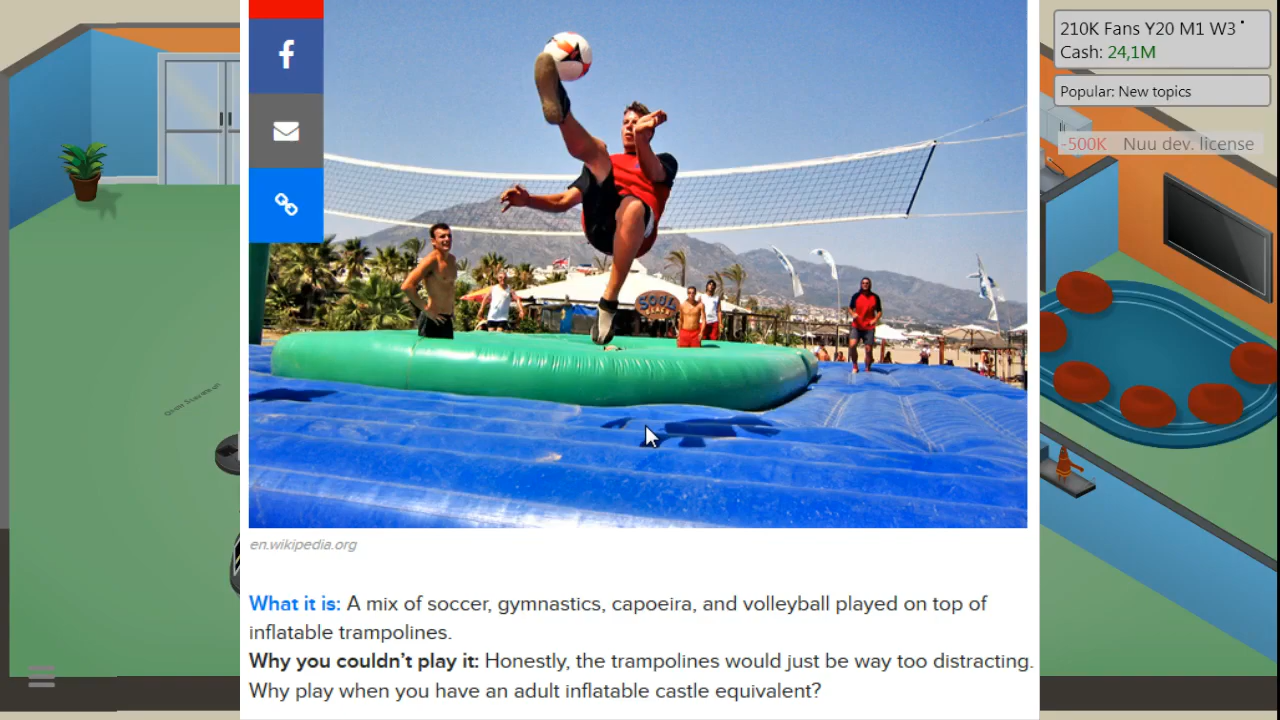 210K Fans Y20 M1 W3
Cash: 24,1M
Popular: New topics
-500K Nuu dev. license
SOUL
en.wikipedia.org
What it is: A mix of soccer, gymnastics, capoeira, and volleyball played on top of
inflatable trampolines.
Why you couldn’t play it: Honestly, the trampolines would just be way too distracting.
Why play when you have an adult inflatable castle equivalent?